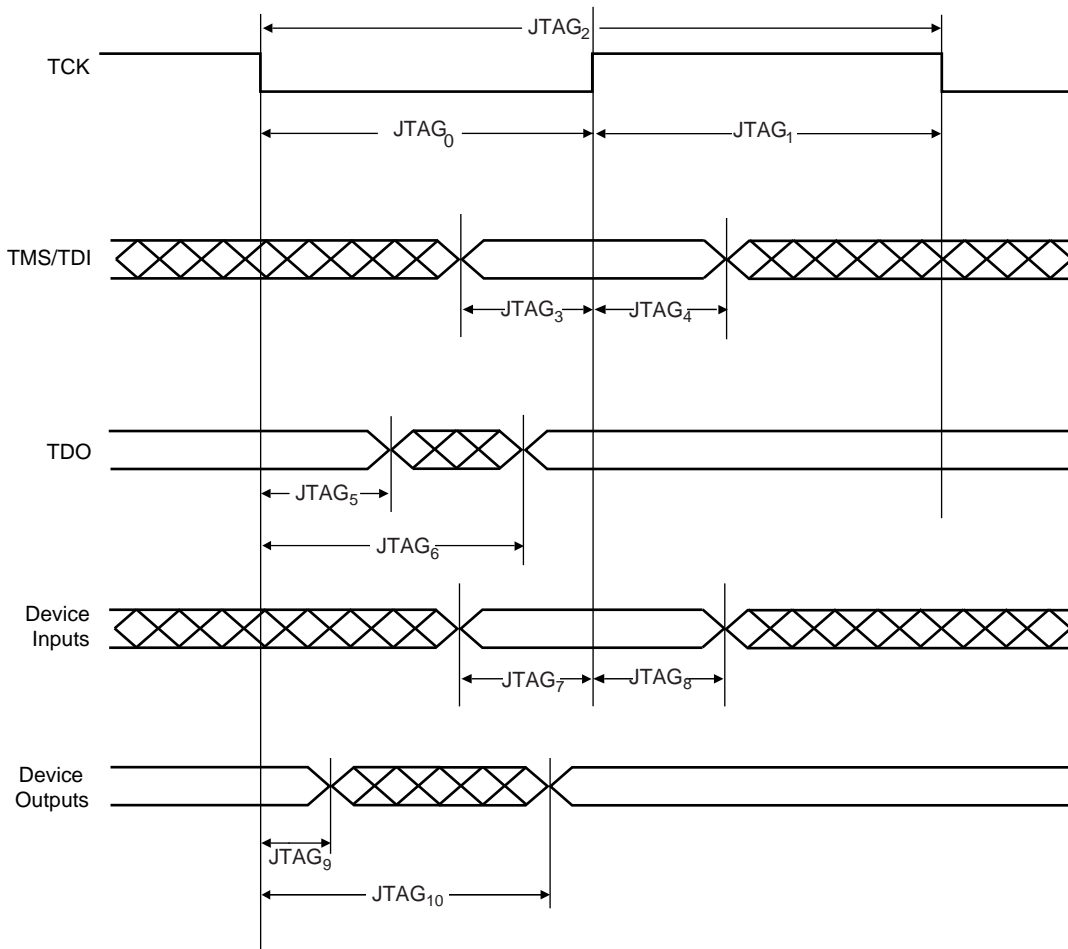 JTAG₂
TCK
JTAG₀
JTAG₁
TMS/TDI
JTAG₃
JTAG₄
TDO
JTAG₅
JTAG₆
Device
Inputs
JTAG₇
JTAG₈
Device
Outputs
JTAG₉
JTAG₁₀